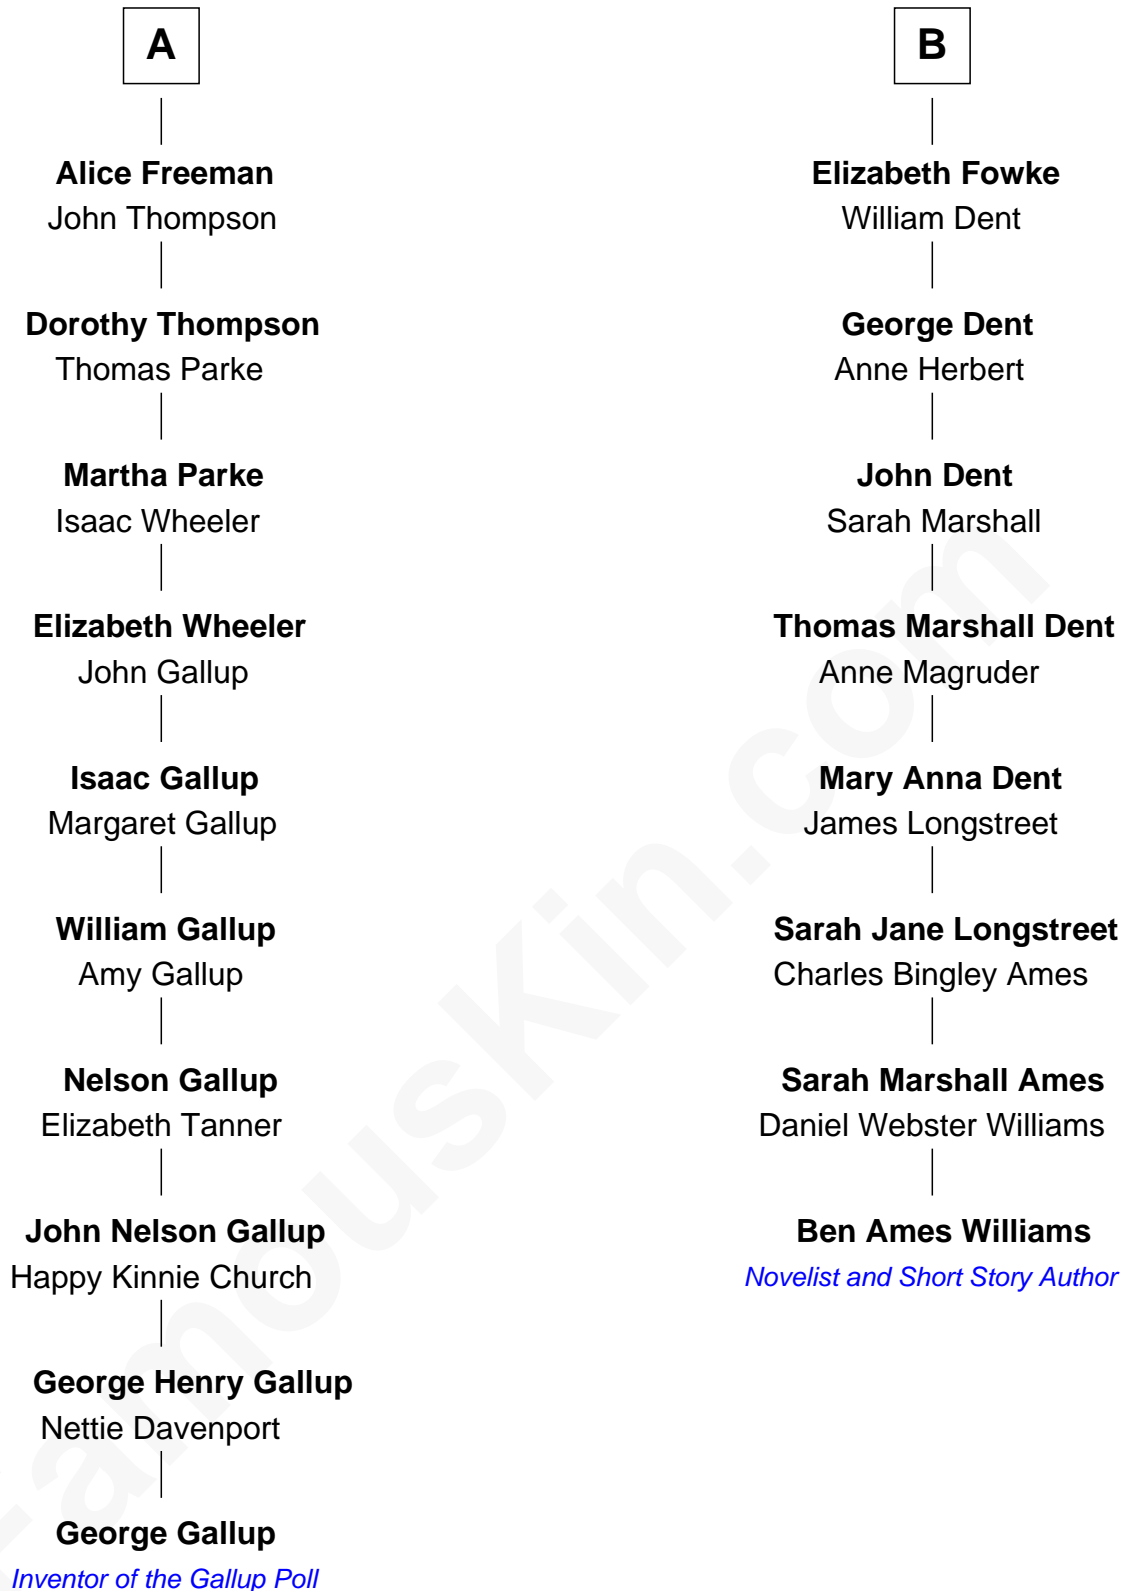 A
Alice Freeman
John Thompson
Dorothy Thompson
Thomas Parke
Martha Parke
Isaac Wheeler
Elizabeth Wheeler
John Gallup
Isaac Gallup
Margaret Gallup
William Gallup
Amy Gallup
Nelson Gallup
Elizabeth Tanner
John Nelson Gallup
Happy Kinnie Church
George Henry Gallup
Nettie Davenport
George Gallup
Inventor of the Gallup Poll
B
Elizabeth Fowke
William Dent
George Dent
Anne Herbert
John Dent
Sarah Marshall
Thomas Marshall Dent
Anne Magruder
Mary Anna Dent
James Longstreet
Sarah Jane Longstreet
Charles Bingley Ames
Sarah Marshall Ames
Daniel Webster Williams
Ben Ames Williams
Novelist and Short Story Author
FamousKin.com